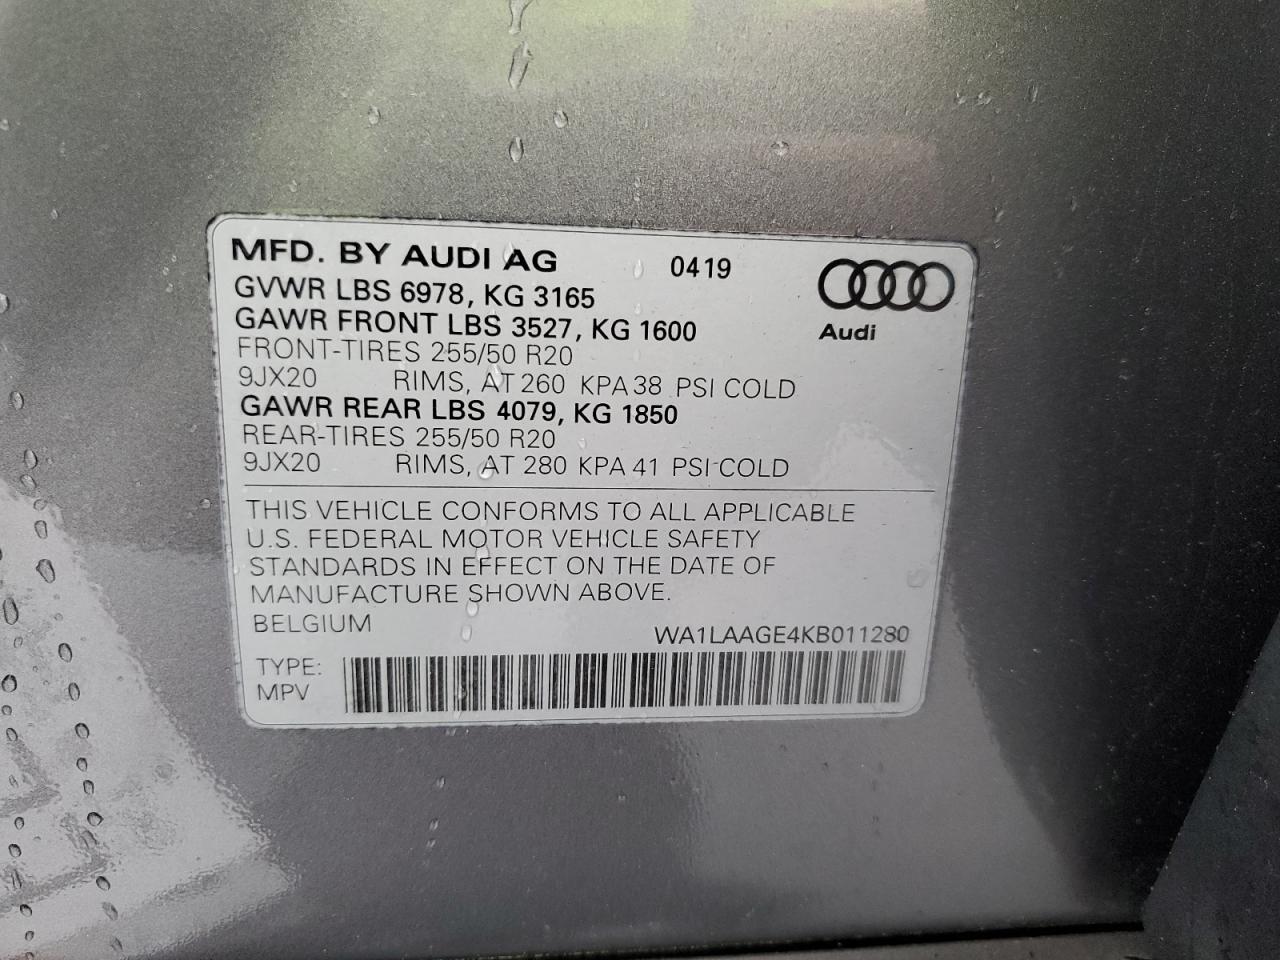 MFD. BY AUDI AG 0419
GVWR LBS 6978, KG 3165
GAWR FRONT LBS 3527, KG 1600
Audi
FRONT-TIRES 255/50 R20
9JX20 RIMS, AT 260 KPA 38 PSI COLD
GAWR REAR LBS 4079, KG 1850
REAR-TIRES 255/50 R20
9JX20 RIMS, AT 280 KPA 41 PSI COLD
THIS VEHICLE CONFORMS TO ALL APPLICABLE
U.S. FEDERAL MOTOR VEHICLE SAFETY
STANDARDS IN EFFECT ON THE DATE OF
MANUFACTURE SHOWN ABOVE.
BELGIUM WA1LAAGE4KB011280
TYPE:
MPV